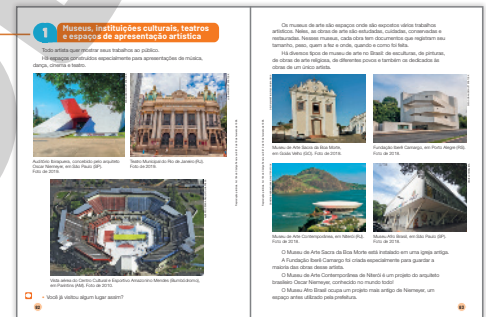 1
Museus, instituições culturais, teatros
e espaços de apresentação artística
Todo artista quer mostrar seus trabalhos ao público.
Há espaços construídos especialmente para apresentações de música,
dança, cinema e teatro.
Auditório Ibirapuera, concebido pelo arquiteto
Oscar Niemeyer, em São Paulo (SP).
Foto de 2018.
Teatro Municipal do Rio de Janeiro (RJ).
Foto de 2018.
Vista aérea do Centro Cultural e Esportivo Amazonino Mendes (Bumbódromo),
em Parintins (AM). Foto de 2010.
Você já visitou algum lugar assim?
62
Os museus de arte são espaços onde são expostos vários trabalhos
artísticos. Neles, as obras de arte são estudadas, cuidadas, conservadas e
restauradas. Nesses museus, cada obra tem documentos que registram seu
tamanho, peso, quem a fez e onde, quando e como foi feita.
Há diversos tipos de museu de arte no Brasil: de esculturas, de pinturas,
de obras de arte religiosa, de diferentes povos e também os dedicados às
obras de um único artista.
Museu de Arte Sacra da Boa Morte,
em Goiás Velho (GO). Foto de 2018.
Fundação Iberê Camargo, em Porto Alegre (RS).
Foto de 2018.
Museu de Arte Contemporânea, em Niterói (RJ).
Foto de 2018.
Museu Afro Brasil, em São Paulo (SP).
Foto de 2018.
O Museu de Arte Sacra da Boa Morte está instalado em uma igreja antiga.
A Fundação Iberê Camargo foi criada especialmente para guardar a
maioria das obras desse artista.
O Museu de Arte Contemporânea de Niterói é um projeto do arquiteto
brasileiro Oscar Niemeyer, conhecido no mundo todo!
O Museu Afro Brasil ocupa um projeto mais antigo de Niemeyer, um
espaço antes utilizado pela prefeitura.
63